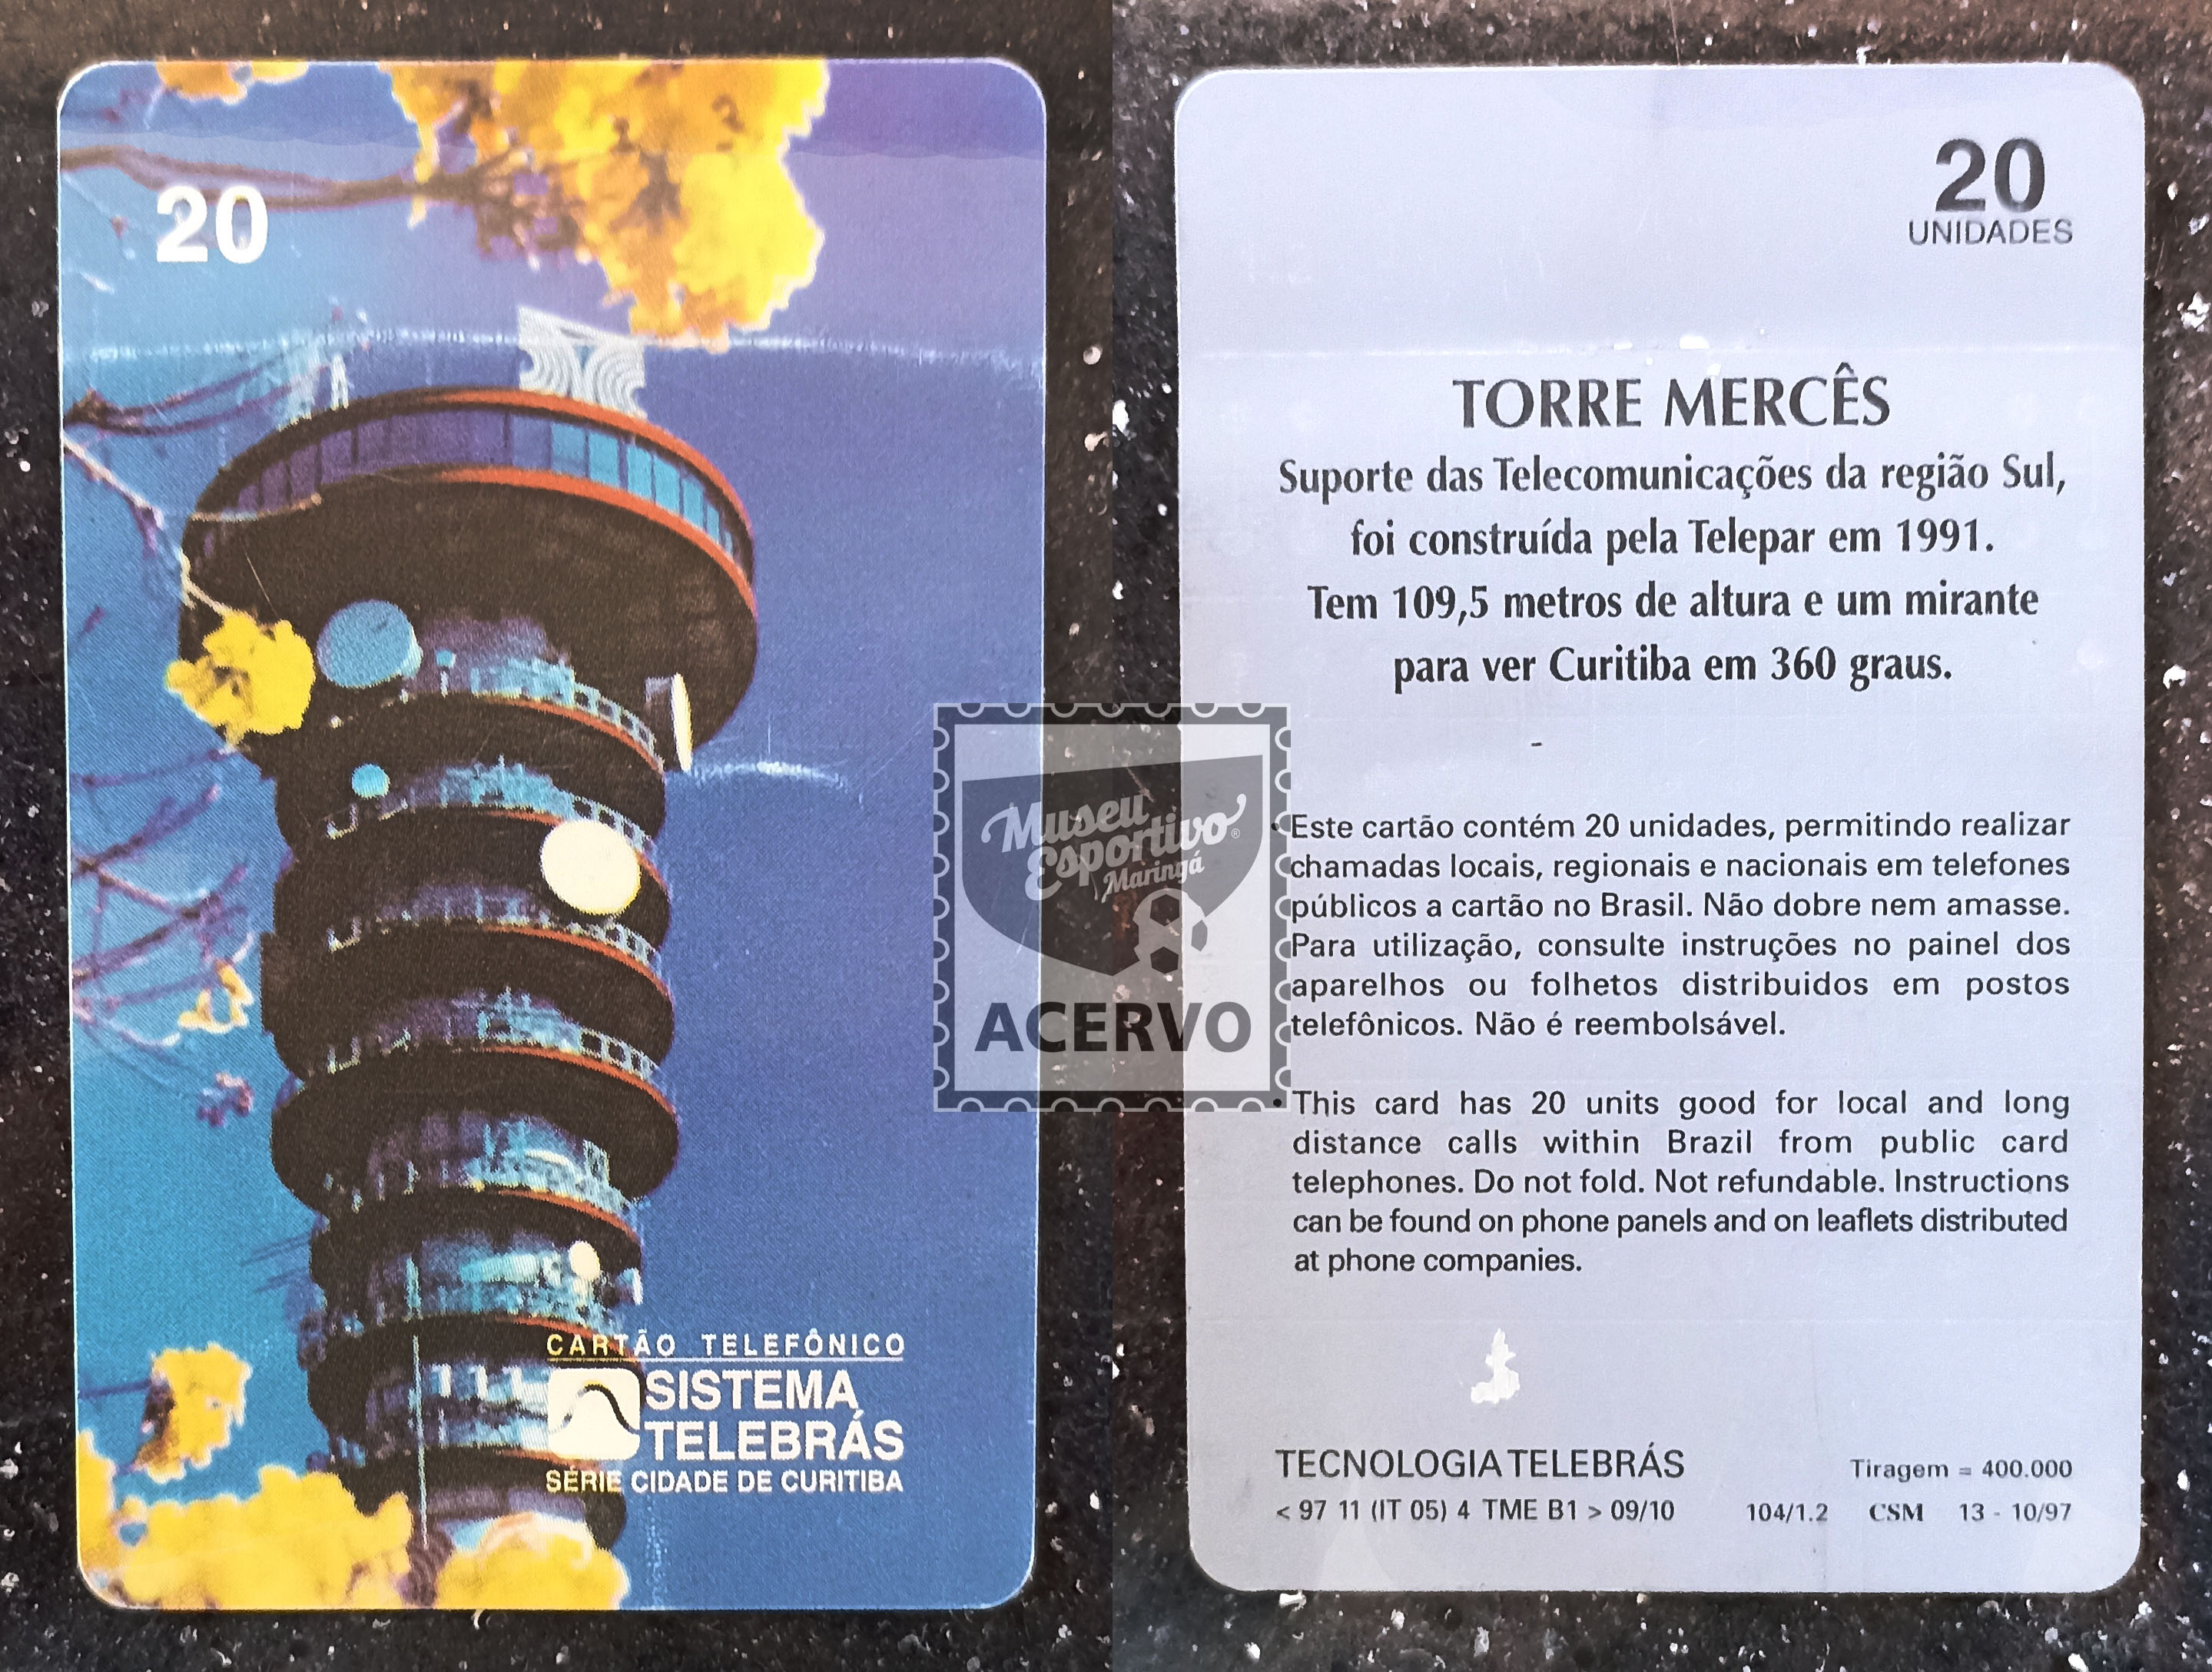 20
CARTÃO TELEFÔNICO
SISTEMA
TELEBRÁS
SÉRIE CIDADE DE CURITIBA
20
UNIDADES
TORRE MERCÊS
Suporte das Telecomunicações da região Sul,
foi construída pela Telepar em 1991.
Tem 109,5 metros de altura e um mirante
para ver Curitiba em 360 graus.
-
• Este cartão contém 20 unidades, permitindo realizar
chamadas locais, regionais e nacionais em telefones
públicos a cartão no Brasil. Não dobre nem amasse.
Para utilização, consulte instruções no painel dos
aparelhos ou folhetos distribuidos em postos
telefônicos. Não é reembolsável.
• This card has 20 units good for local and long
distance calls within Brazil from public card
telephones. Do not fold. Not refundable. Instructions
can be found on phone panels and on leaflets distributed
at phone companies.
TECNOLOGIA TELEBRÁS
Tiragem = 400.000
< 97 11 (IT 05) 4 TME B1 > 09/10 104/1.2 CSM 13 - 10/97
Museu
Esportivo®
Maringá
ACERVO